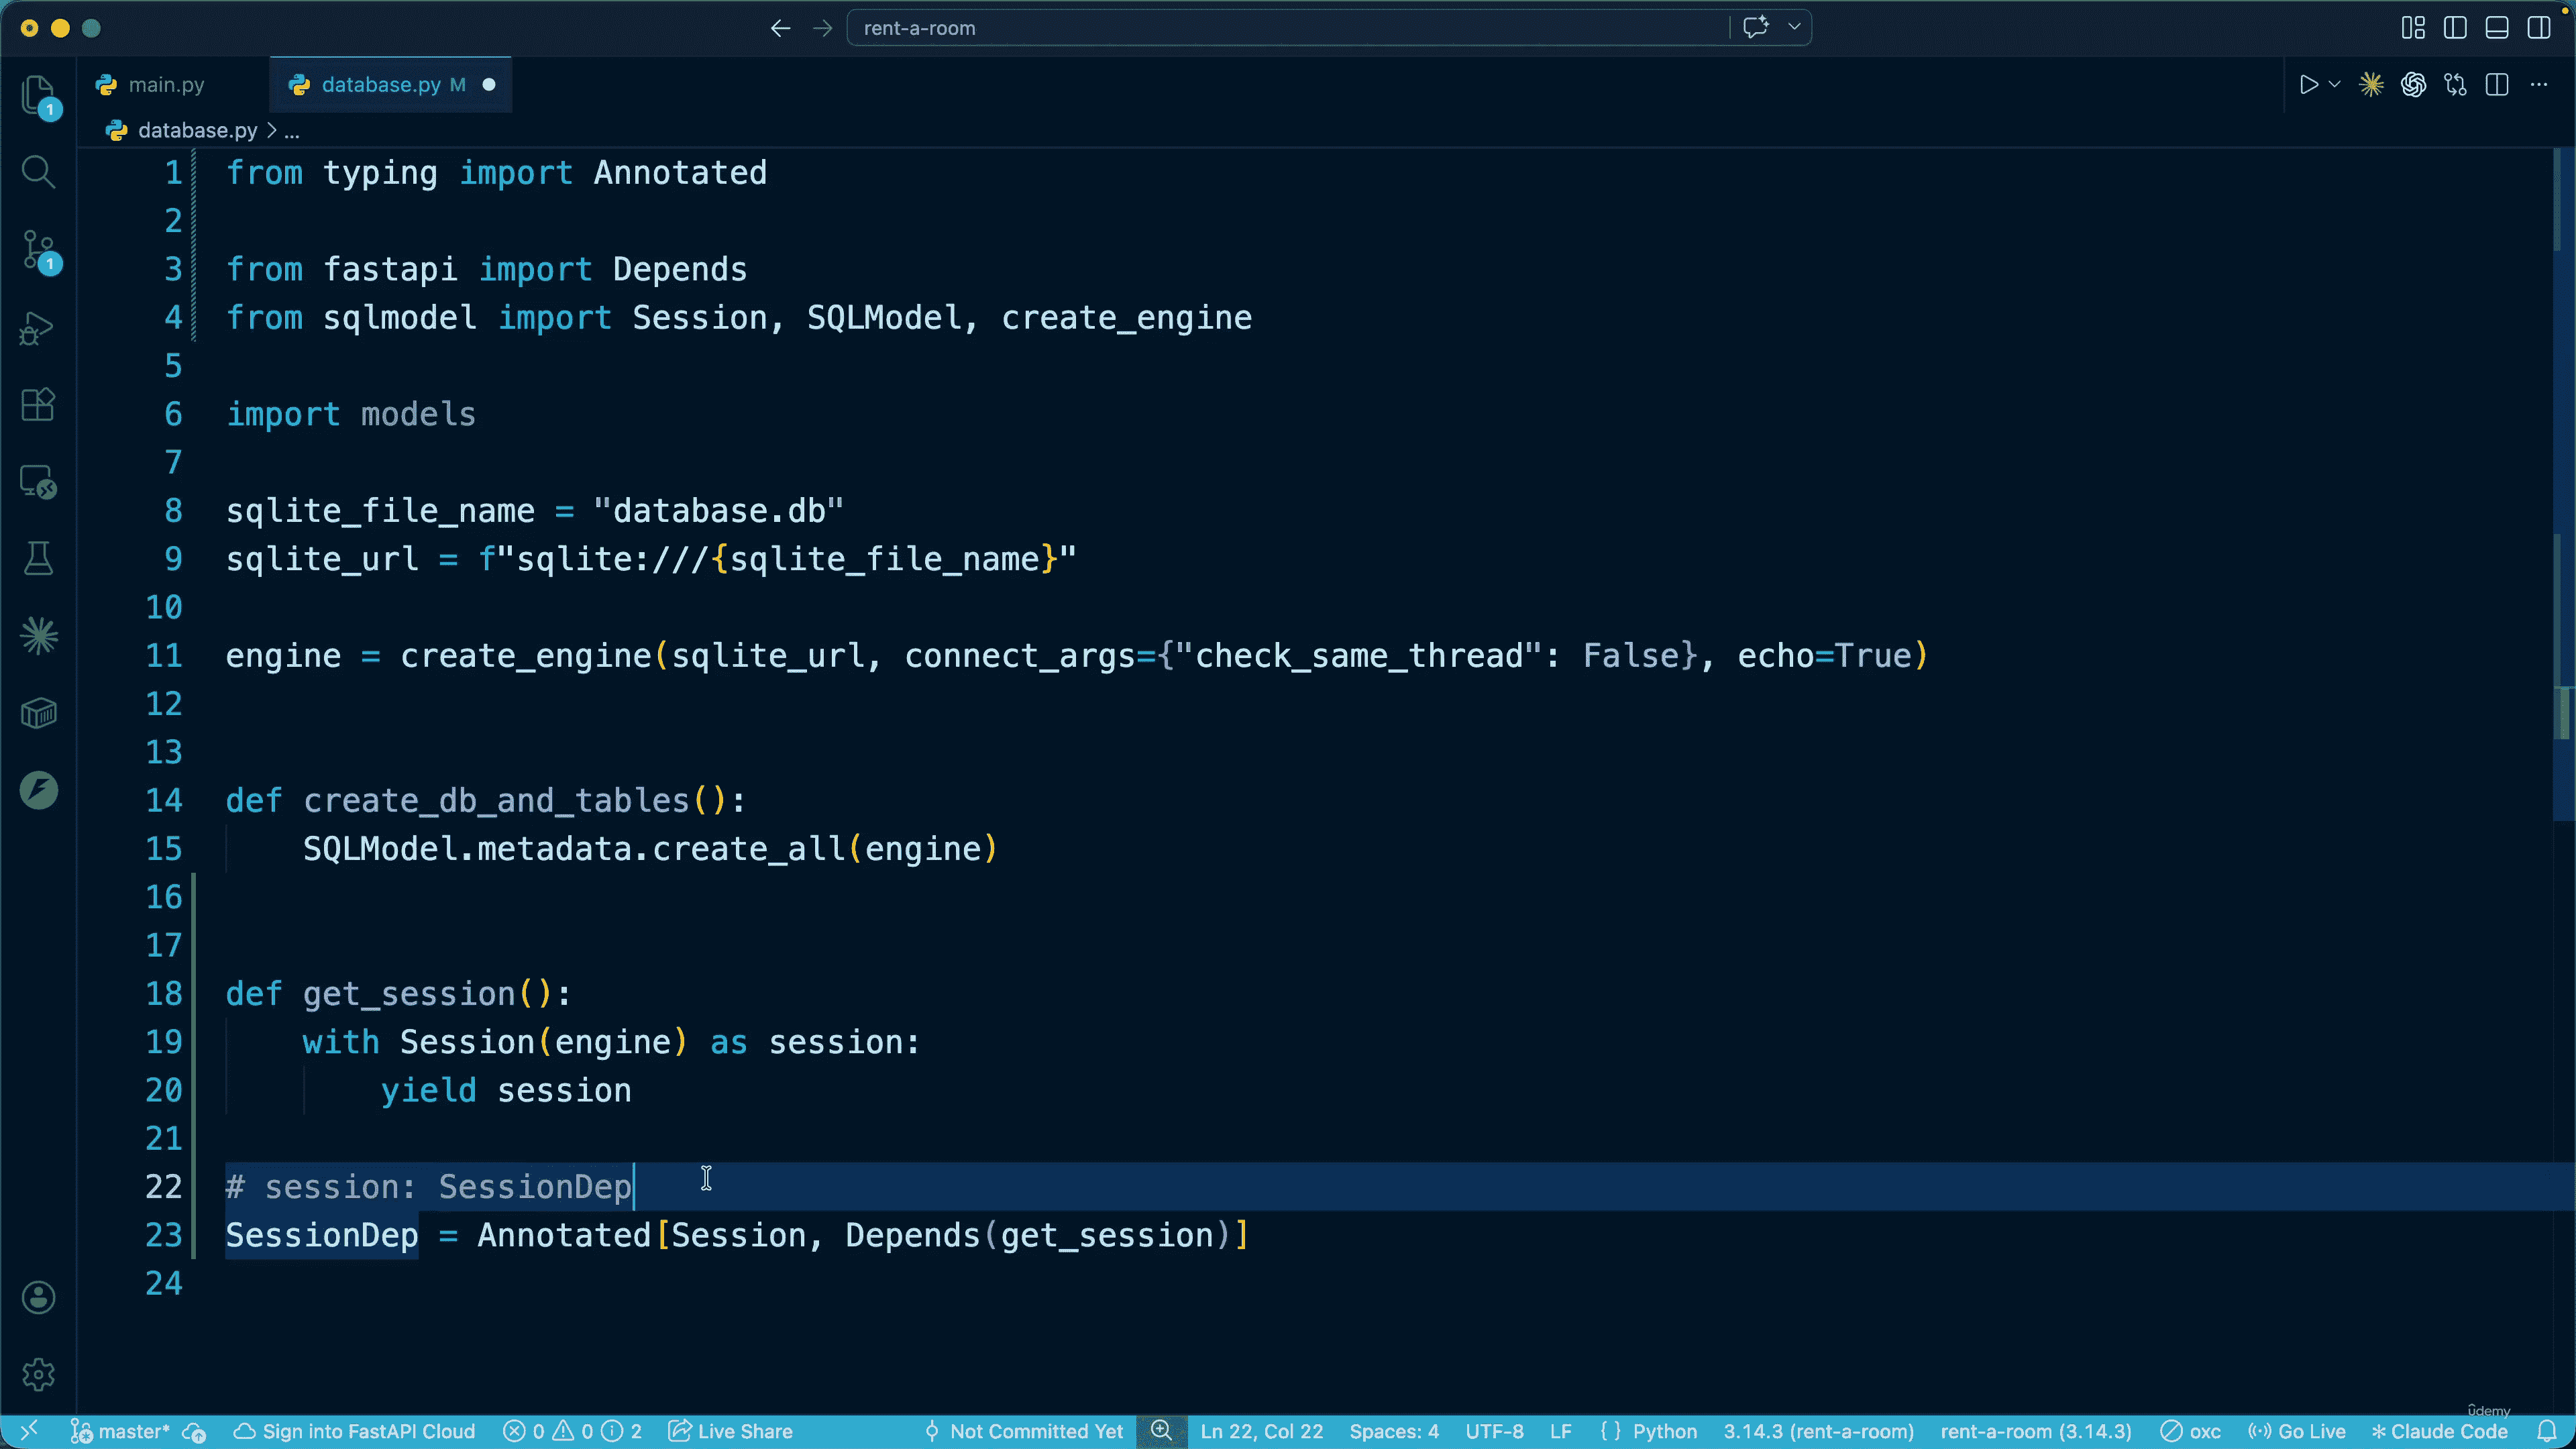 rent-a-room
main.py
database.py M
database.py > ...
1 from typing import Annotated
2
3 from fastapi import Depends
4 from sqlmodel import Session, SQLModel, create_engine
5
6 import models
7
8 sqlite_file_name = "database.db"
9 sqlite_url = f"sqlite:///{sqlite_file_name}"
10
11 engine = create_engine(sqlite_url, connect_args={"check_same_thread": False}, echo=True)
12
13
14 def create_db_and_tables():
15     SQLModel.metadata.create_all(engine)
16
17
18 def get_session():
19     with Session(engine) as session:
20         yield session
21
22 # session: SessionDep
23 SessionDep = Annotated[Session, Depends(get_session)]
24
1
1
ûdemy
master* Sign into FastAPI Cloud 0 0 2 Live Share Not Committed Yet Ln 22, Col 22 Spaces: 4 UTF-8 LF { } Python 3.14.3 (rent-a-room) rent-a-room (3.14.3) oxc Go Live Claude Code